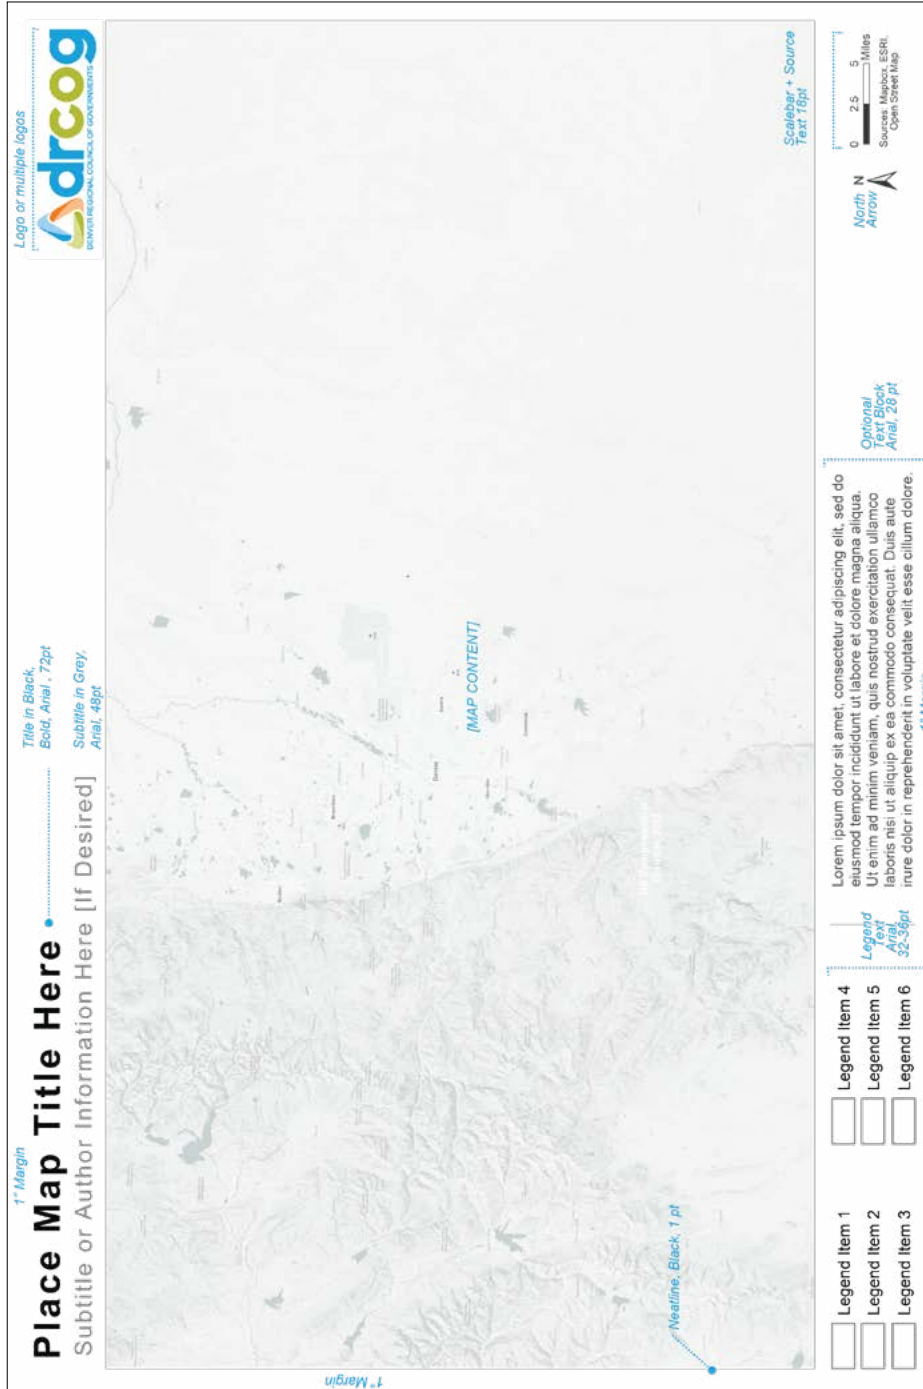 1" Margin
Place Map Title Here
Title in Black,
Bold, Arial , 72pt
Subtitle or Author Information Here [If Desired]
Subtitle in Grey,
Arial, 48pt
Logo or multiple logos
drcog
DENVER REGIONAL COUNCIL OF GOVERNMENTS
[MAP CONTENT]
Neatline, Black, 1 pt
1" Margin
Scalebar + Source
Text 18pt
Legend Item 1
Legend Item 2
Legend Item 3
Legend Item 4
Legend Item 5
Legend Item 6
Legend
Text
Arial,
32-36pt
Lorem ipsum dolor sit amet, consectetur adipiscing elit, sed do
eiusmod tempor incididunt ut labore et dolore magna aliqua.
Ut enim ad minim veniam, quis nostrud exercitation ullamco
laboris nisi ut aliquip ex ea commodo consequat. Duis aute
irure dolor in reprehenderit in voluptate velit esse cillum dolore.
Optional
Text Block
Arial, 28 pt
North
Arrow
N
0 2.5 5 Miles
Sources: Mapbox, ESRI,
Open Street Map